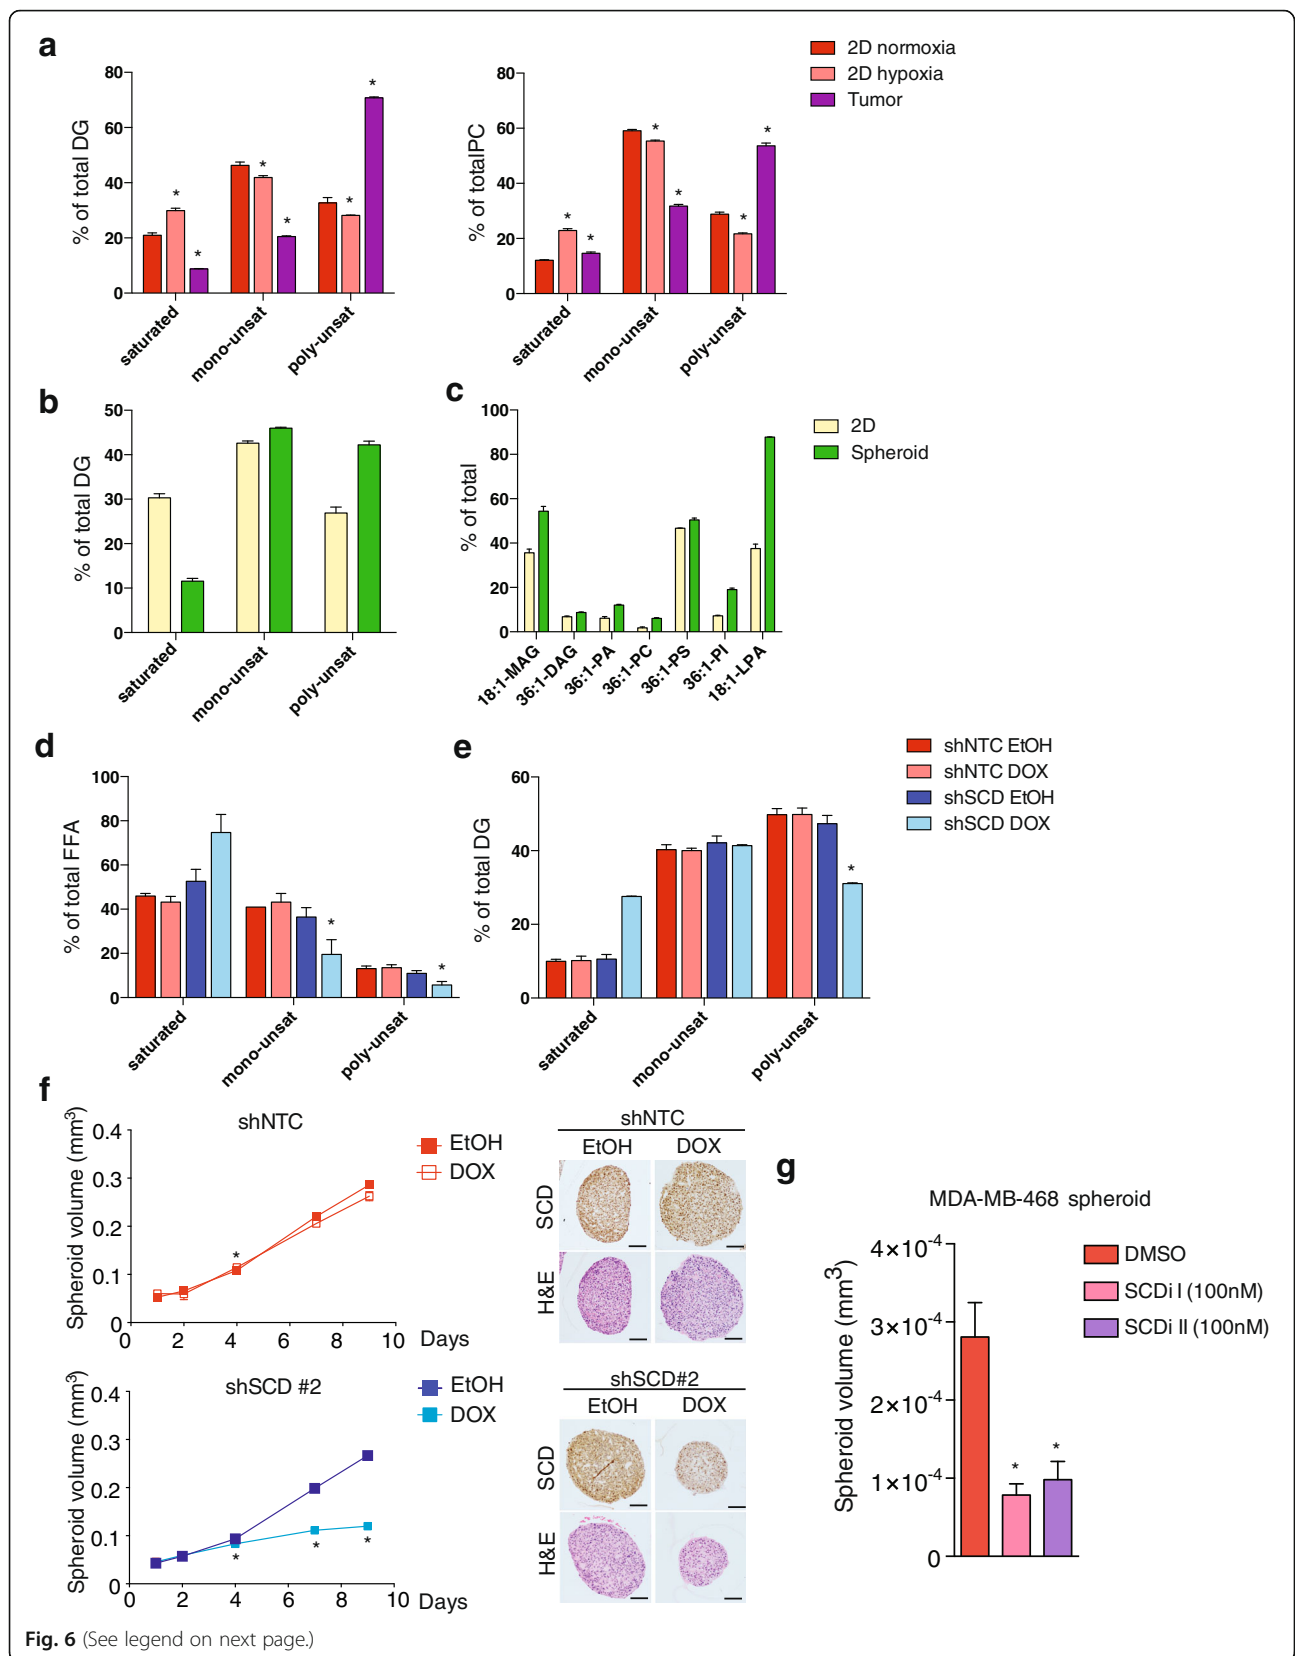 a
2D normoxia
2D hypoxia
Tumor
% of total DG
80
60
40
20
0
*
*
*
*
*
*
saturated
mono-unsat
poly-unsat
% of totalPC
80
60
40
20
0
*
*
*
*
*
*
saturated
mono-unsat
poly-unsat
b
% of total DG
50
40
30
20
10
0
saturated
mono-unsat
poly-unsat
c
2D
Spheroid
% of total
100
80
60
40
20
0
18:1-MAG
36:1-DAG
36:1-PA
36:1-PC
36:1-PS
36:1-PI
18:1-LPA
d
% of total FFA
100
80
60
40
20
0
*
*
saturated
mono-unsat
poly-unsat
e
shNTC EtOH
shNTC DOX
shSCD EtOH
shSCD DOX
% of total DG
60
40
20
0
*
saturated
mono-unsat
poly-unsat
f
shNTC
Spheroid volume (mm³)
0.4
0.3
0.2
0.1
0
*
0 2 4 6 8 10 Days
EtOH
DOX
shNTC
EtOH DOX
SCD
H&E
shSCD #2
Spheroid volume (mm³)
0.4
0.3
0.2
0.1
0
* * *
0 2 4 6 8 10 Days
EtOH
DOX
shSCD#2
EtOH DOX
SCD
H&E
g
MDA-MB-468 spheroid
Spheroid volume (mm³)
4×10⁻⁴
3×10⁻⁴
2×10⁻⁴
1×10⁻⁴
0
*
*
DMSO
SCDi I (100nM)
SCDi II (100nM)
Fig. 6 (See legend on next page.)